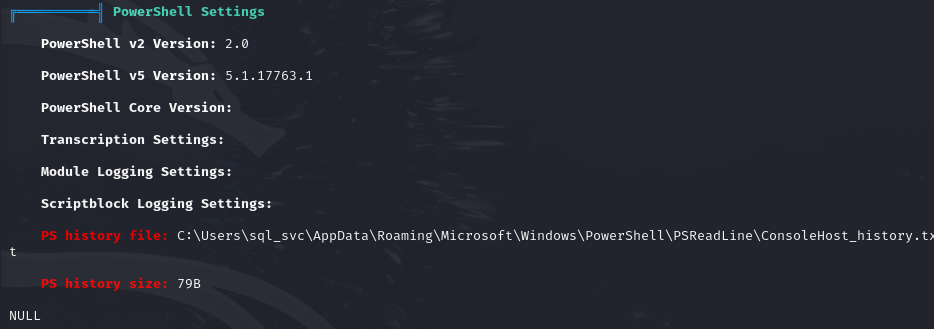 ╔══════════╣ PowerShell Settings
PowerShell v2 Version: 2.0
PowerShell v5 Version: 5.1.17763.1
PowerShell Core Version:
Transcription Settings:
Module Logging Settings:
Scriptblock Logging Settings:
PS history file: C:\Users\sql_svc\AppData\Roaming\Microsoft\Windows\PowerShell\PSReadLine\ConsoleHost_history.tx
t
PS history size: 79B
NULL